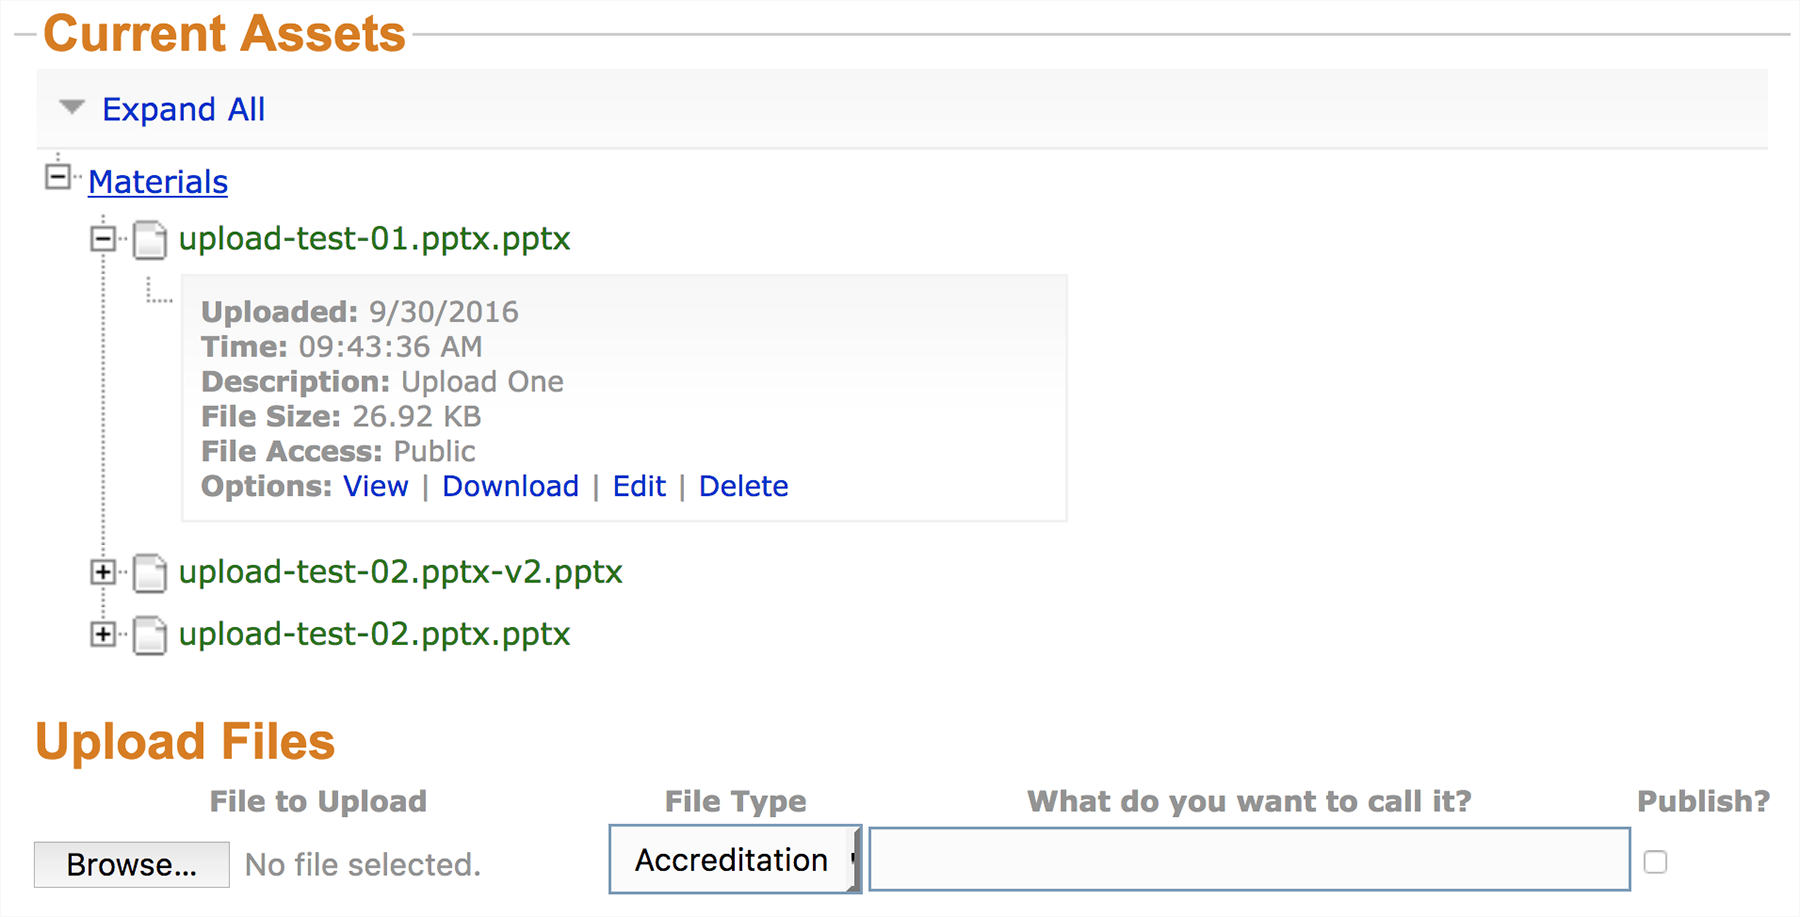 Current Assets
Expand All
Materials
upload-test-01.pptx.pptx
Uploaded: 9/30/2016
Time: 09:43:36 AM
Description: Upload One
File Size: 26.92 KB
File Access: Public
Options: View | Download | Edit | Delete
upload-test-02.pptx-v2.pptx
upload-test-02.pptx.pptx
Upload Files
File to Upload File Type What do you want to call it? Publish?
Browse... No file selected. Accreditation